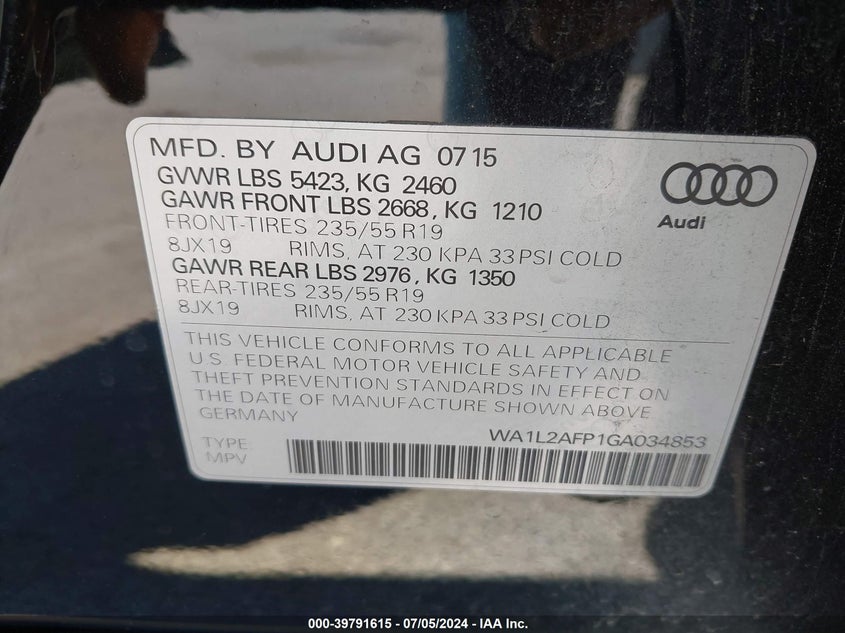 MFD. BY AUDI AG 0715
GVWR LBS 5423, KG 2460
GAWR FRONT LBS 2668, KG 1210
FRONT-TIRES 235/55 R19
8JX19 RIMS, AT 230 KPA 33 PSI COLD
GAWR REAR LBS 2976, KG 1350
REAR-TIRES 235/55 R19
8JX19 RIMS, AT 230 KPA 33 PSI COLD
Audi
THIS VEHICLE CONFORMS TO ALL APPLICABLE
U.S. FEDERAL MOTOR VEHICLE SAFETY AND
THEFT PREVENTION STANDARDS IN EFFECT ON
THE DATE OF MANUFACTURE SHOWN ABOVE
GERMANY
WA1L2AFP1GA034853
TYPE:
MPV
000-39791615 - 07/05/2024 - IAA Inc.